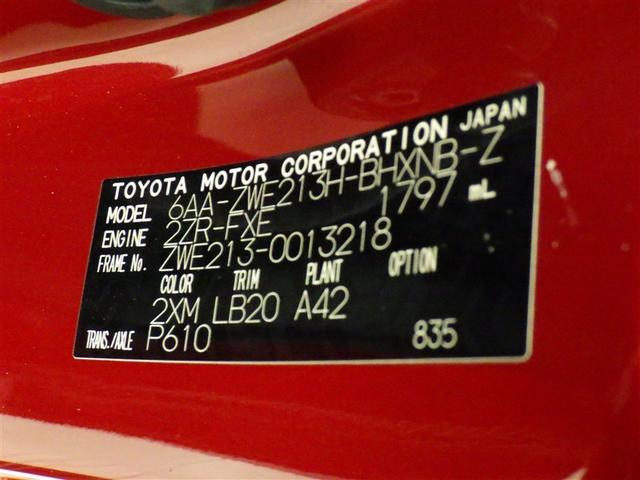 TOYOTA MOTOR CORPORATION JAPAN
MODEL 6AA-ZWE213H-BHXNB-Z
ENGINE 2ZR-FXE 1797 mL
FRAME No. ZWE213-0013218
COLOR TRIM PLANT OPTION
2XM LB20 A42
TRANS./AXLE P610 835